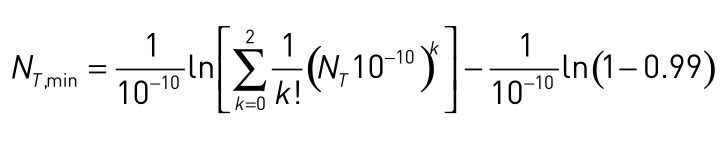 N_{T,min} = \frac{1}{10^{-10}} ln[\sum_{k=0}^{2} \frac{1}{k!} (N_T 10^{-10})^k] - \frac{1}{10^{-10}} ln(1-0.99)